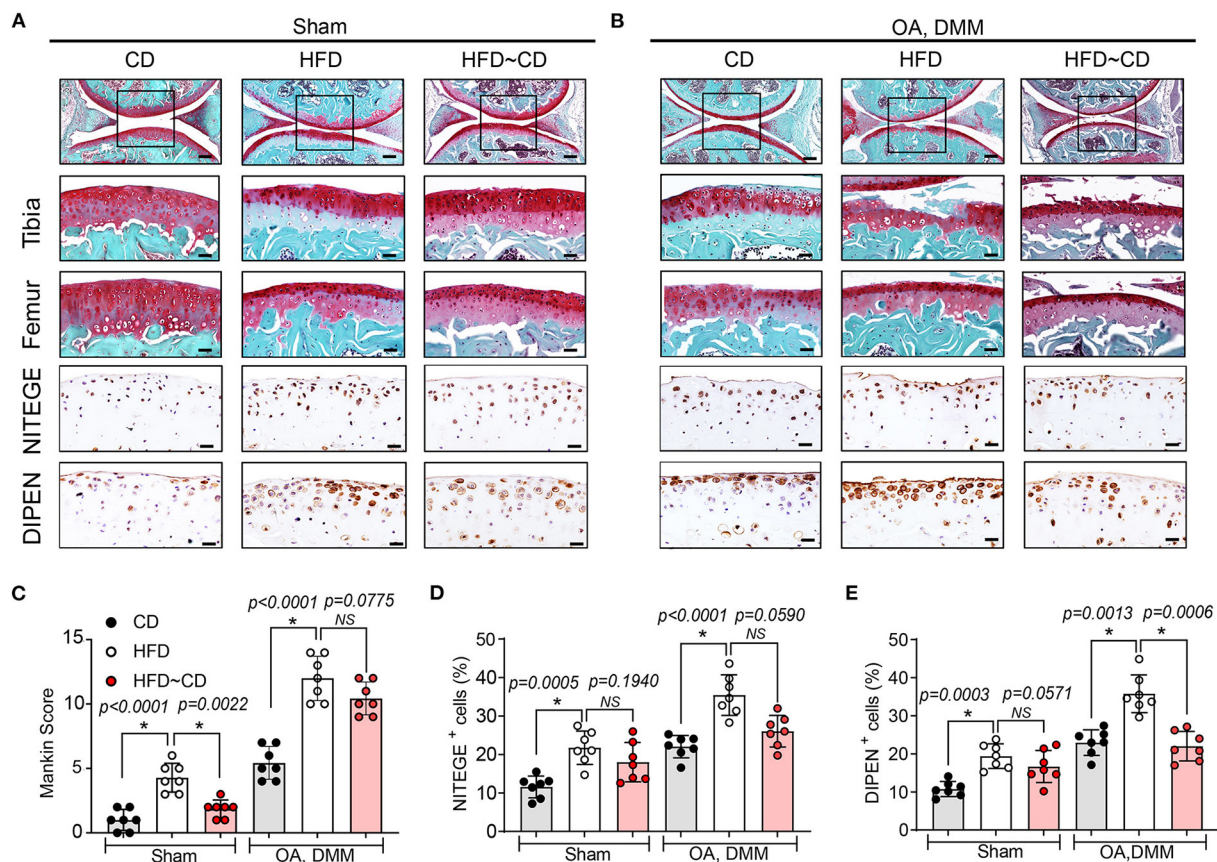 A
Sham
CD HFD HFD~CD
B
OA, DMM
CD HFD HFD~CD
Tibia
Femur
NITEGE
DIPEN
C
CD
HFD
HFD~CD
p<0.0001 p=0.0775
* NS
p<0.0001 p=0.0022
* *
Mankin Score
15
10
5
0
Sham OA, DMM
D
p<0.0001 p=0.0590
* NS
p=0.0005 p=0.1940
* NS
NITEGE + cells (%)
50
40
30
20
10
0
Sham OA, DMM
E
p=0.0013 p=0.0006
* *
p=0.0003 p=0.0571
* NS
DIPEN + cells (%)
50
40
30
20
10
0
Sham OA,DMM